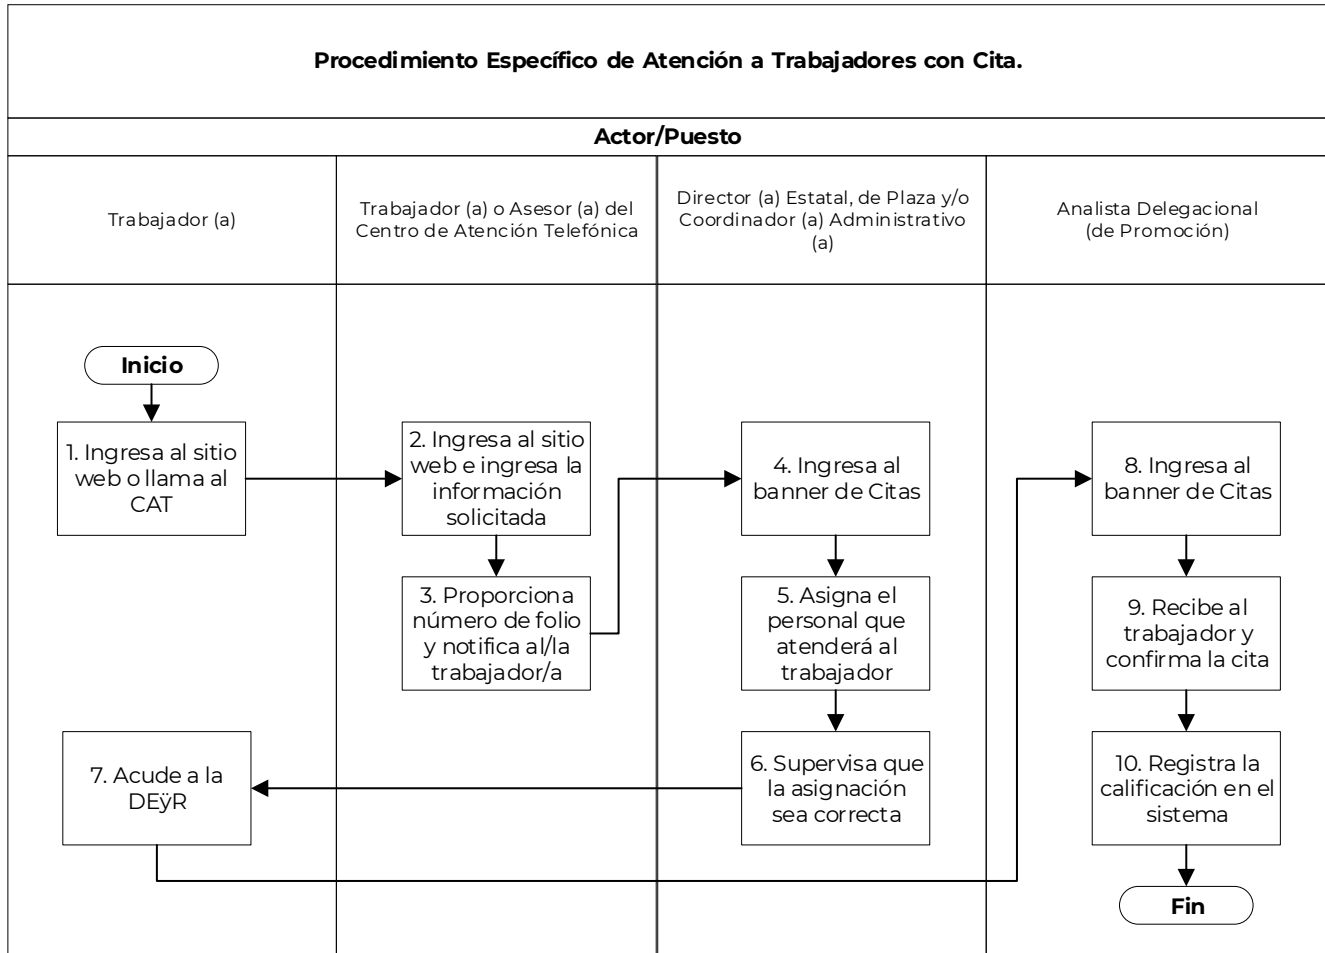 Procedimiento Específico de Atención a Trabajadores con Cita.
Actor/Puesto
Trabajador (a)
Trabajador (a) o Asesor (a) del
Centro de Atención Telefónica
Director (a) Estatal, de Plaza y/o
Coordinador (a) Administrativo
(a)
Analista Delegacional
(de Promoción)
Inicio
1. Ingresa al sitio
web o llama al
CAT
2. Ingresa al sitio
web e ingresa la
información
solicitada
3. Proporciona
número de folio
y notifica al/la
trabajador/a
4. Ingresa al
banner de Citas
5. Asigna el
personal que
atenderá al
trabajador
6. Supervisa que
la asignación
sea correcta
7. Acude a la
DEÿR
8. Ingresa al
banner de Citas
9. Recibe al
trabajador y
confirma la cita
10. Registra la
calificación en el
sistema
Fin